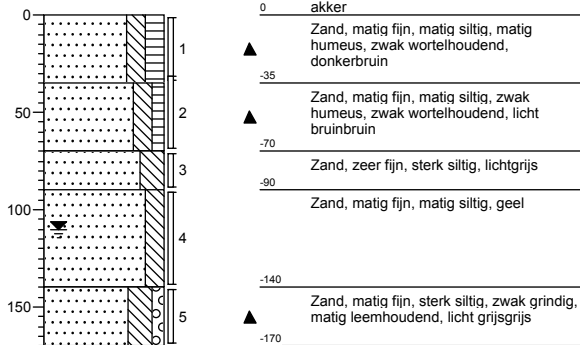 0
50
100
150
1
2
3
4
5
0 akker
Zand, matig fijn, matig siltig, matig
humeus, zwak wortelhoudend,
donkerbruin
-35
Zand, matig fijn, matig siltig, zwak
humeus, zwak wortelhoudend, licht
bruinbruin
-70
Zand, zeer fijn, sterk siltig, lichtgrijs
-90
Zand, matig fijn, matig siltig, geel
-140
Zand, matig fijn, sterk siltig, zwak grindig,
matig leemhoudend, licht grijsgrijs
-170